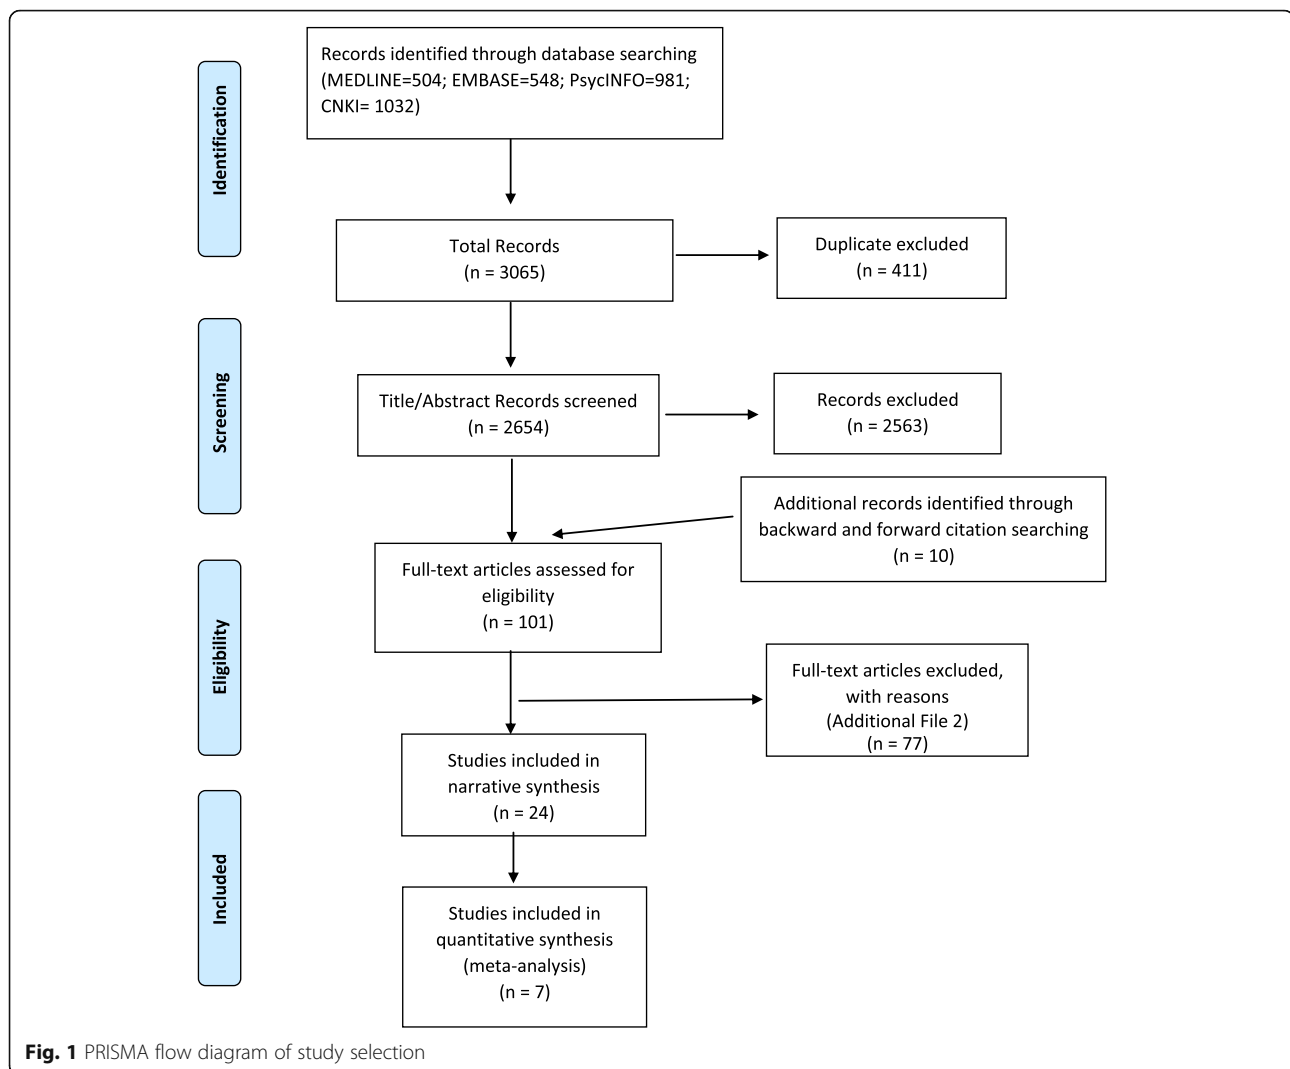 Identification
Records identified through database searching
(MEDLINE=504; EMBASE=548; PsycINFO=981;
CNKI= 1032)
Total Records
(n = 3065)
Duplicate excluded
(n = 411)
Screening
Title/Abstract Records screened
(n = 2654)
Records excluded
(n = 2563)
Additional records identified through
backward and forward citation searching
(n = 10)
Eligibility
Full-text articles assessed for
eligibility
(n = 101)
Full-text articles excluded,
with reasons
(Additional File 2)
(n = 77)
Studies included in
narrative synthesis
(n = 24)
Included
Studies included in
quantitative synthesis
(meta-analysis)
(n = 7)
Fig. 1 PRISMA flow diagram of study selection